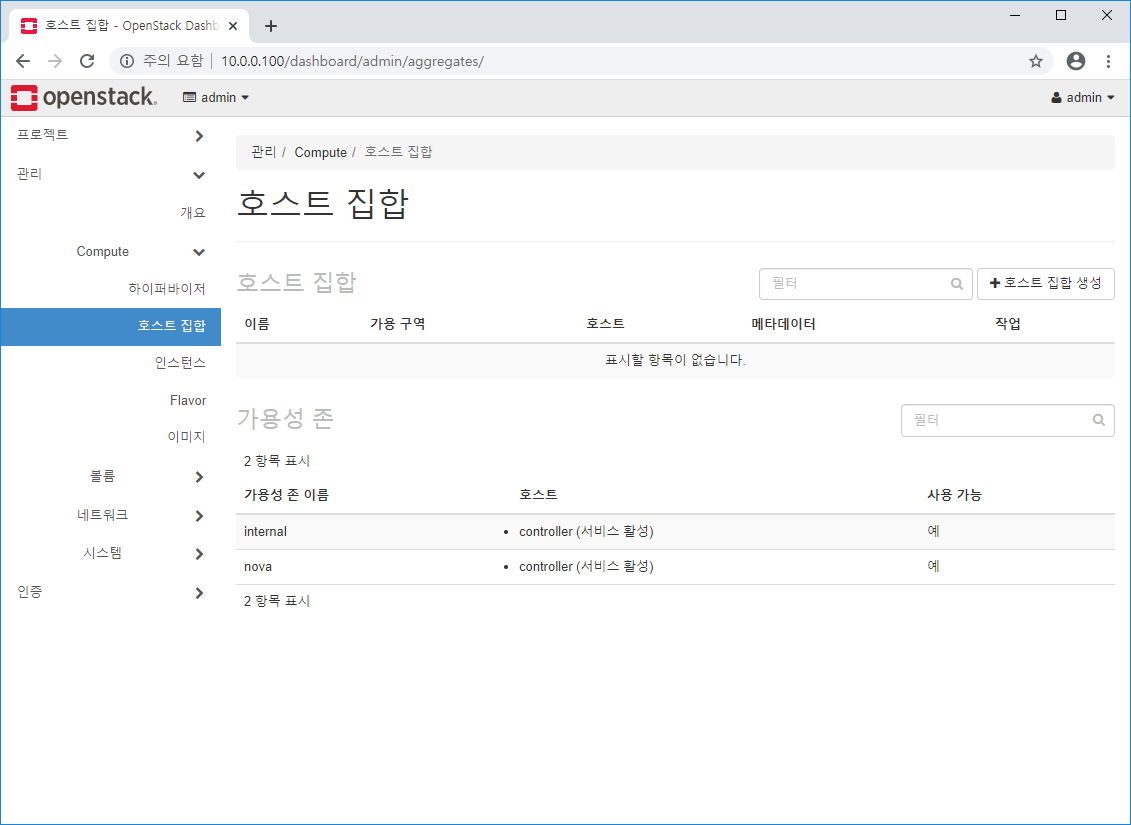 호스트 집합 - OpenStack Dashb
주의 요함 | 10.0.0.100/dashboard/admin/aggregates/
openstack. admin admin
프로젝트
관리
개요
Compute
하이퍼바이저
호스트 집합
인스턴스
Flavor
이미지
볼륨
네트워크
시스템
인증
관리 / Compute / 호스트 집합
호스트 집합
호스트 집합 필터 + 호스트 집합 생성
이름 가용 구역 호스트 메타데이터 작업
표시할 항목이 없습니다.
가용성 존 필터
2 항목 표시
가용성 존 이름 호스트 사용 가능
internal • controller (서비스 활성) 예
nova • controller (서비스 활성) 예
2 항목 표시